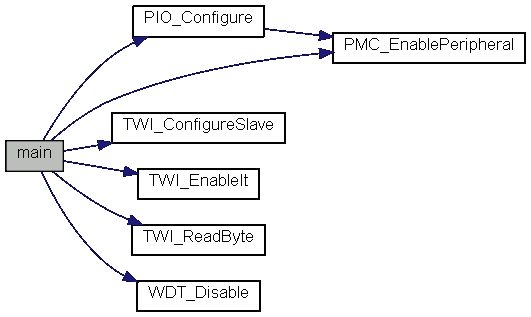 PIO_Configure
PMC_EnablePeripheral
TWI_ConfigureSlave
main
TWI_EnableIt
TWI_ReadByte
WDT_Disable